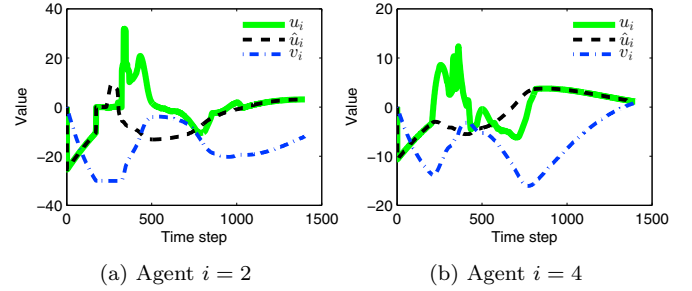 40
20
0
−20
−40
Value
0
500
1000
1500
Time step
u_i
û_i
v_i
(a) Agent i = 2
20
10
0
−10
−20
Value
0
500
1000
1500
Time step
u_i
û_i
v_i
(b) Agent i = 4